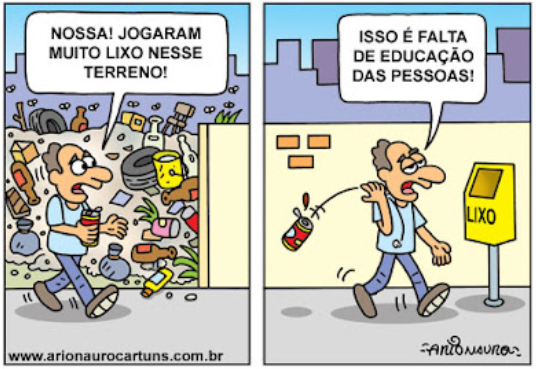 NOSSA! JOGARAM
MUITO LIXO NESSE
TERRENO!
www.arionaurocartuns.com.br
ISSO É FALTA
DE EDUCAÇÃO
DAS PESSOAS!
LIXO
-ARIONAURO-